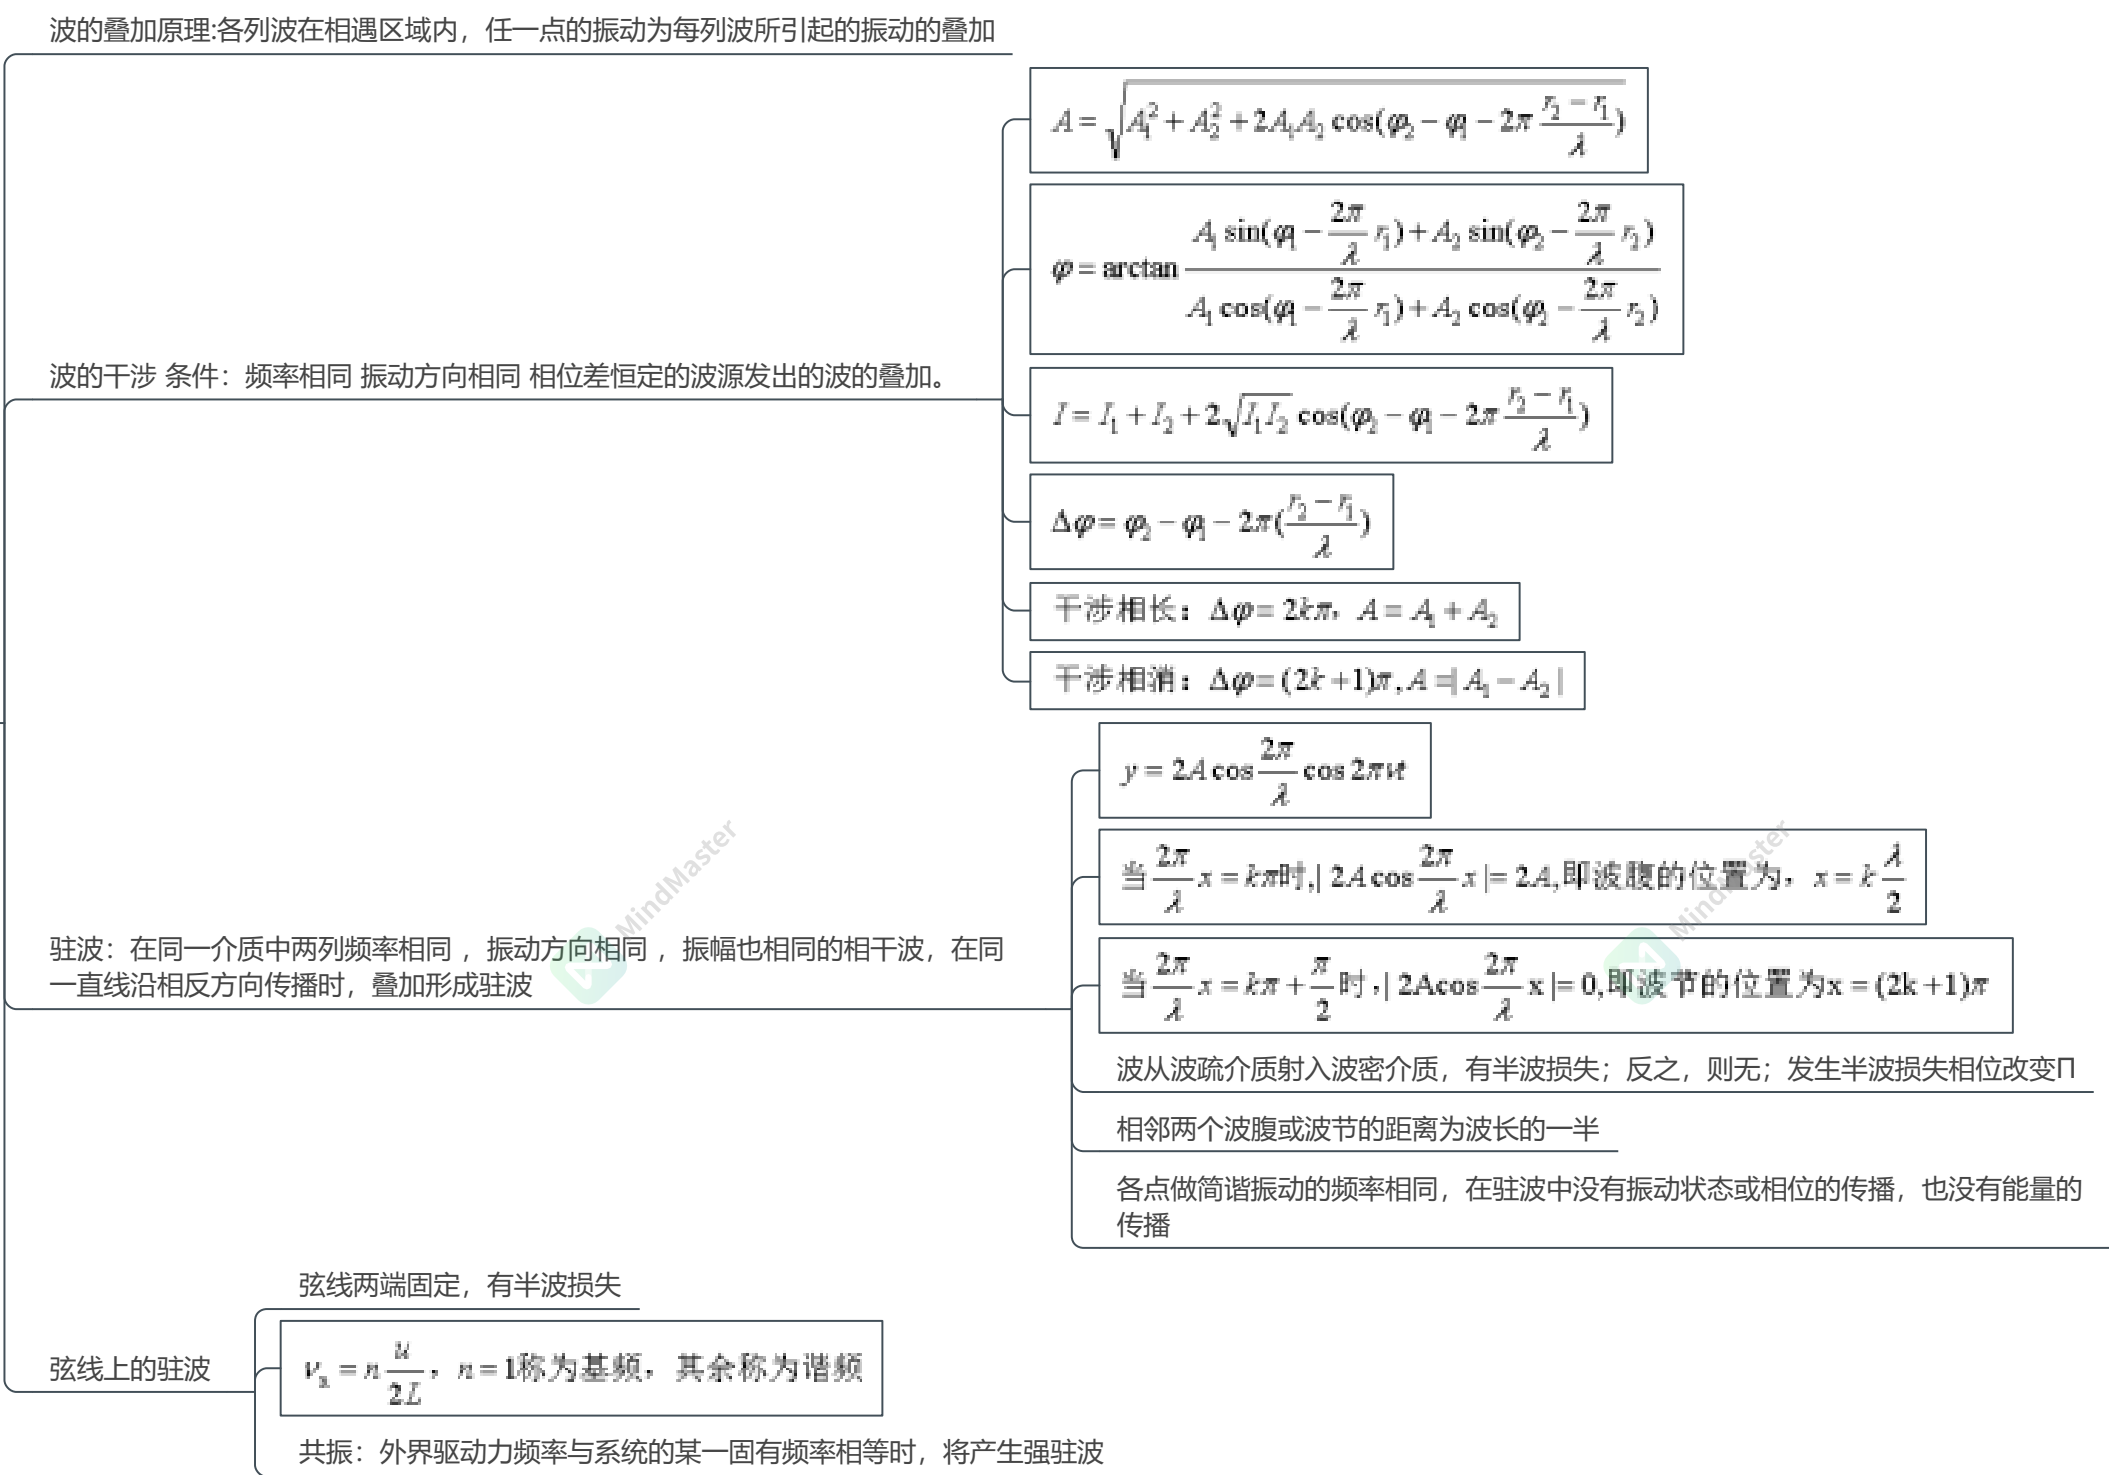 波的叠加原理:各列波在相遇区域内，任一点的振动为每列波所引起的振动的叠加
A = √(A₁² + A₂² + 2A₁A₂ cos(φ₂ − φ₁ − 2π (r₂ − r₁)/λ))
φ = arctan (A₁ sin(φ₁ − (2π/λ) r₁) + A₂ sin(φ₂ − (2π/λ) r₂)) / (A₁ cos(φ₁ − (2π/λ) r₁) + A₂ cos(φ₂ − (2π/λ) r₂))
波的干涉 条件：频率相同 振动方向相同 相位差恒定的波源发出的波的叠加。
I = I₁ + I₂ + 2√(I₁I₂) cos(φ₂ − φ₁ − 2π (r₂ − r₁)/λ)
Δφ = φ₂ − φ₁ − 2π((r₂ − r₁)/λ)
干涉相长：Δφ = 2kπ，A = A₁ + A₂
干涉相消：Δφ = (2k +1)π, A =| A₁ − A₂ |
y = 2A cos (2π/λ) cos 2πνt
当 (2π/λ) x = kπ时,| 2A cos (2π/λ) x |= 2A,即波腹的位置为，x = k λ/2
驻波：在同一介质中两列频率相同 ，振动方向相同 ，振幅也相同的相干波，在同
一直线沿相反方向传播时，叠加形成驻波
当 (2π/λ) x = kπ + π/2 时 ,| 2Acos (2π/λ) x |= 0,即波节的位置为x = (2k +1)π
波从波疏介质射入波密介质，有半波损失；反之，则无；发生半波损失相位改变Π
相邻两个波腹或波节的距离为波长的一半
各点做简谐振动的频率相同，在驻波中没有振动状态或相位的传播，也没有能量的
传播
弦线两端固定，有半波损失
弦线上的驻波
νₙ = n u/2L，n = 1称为基频，其余称为谐频
共振：外界驱动力频率与系统的某一固有频率相等时，将产生强驻波
MindMaster
MindMaster